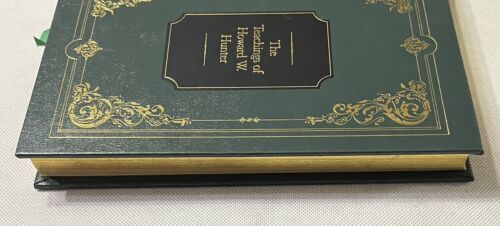 The
Teachings of
Howard W.
Hunter